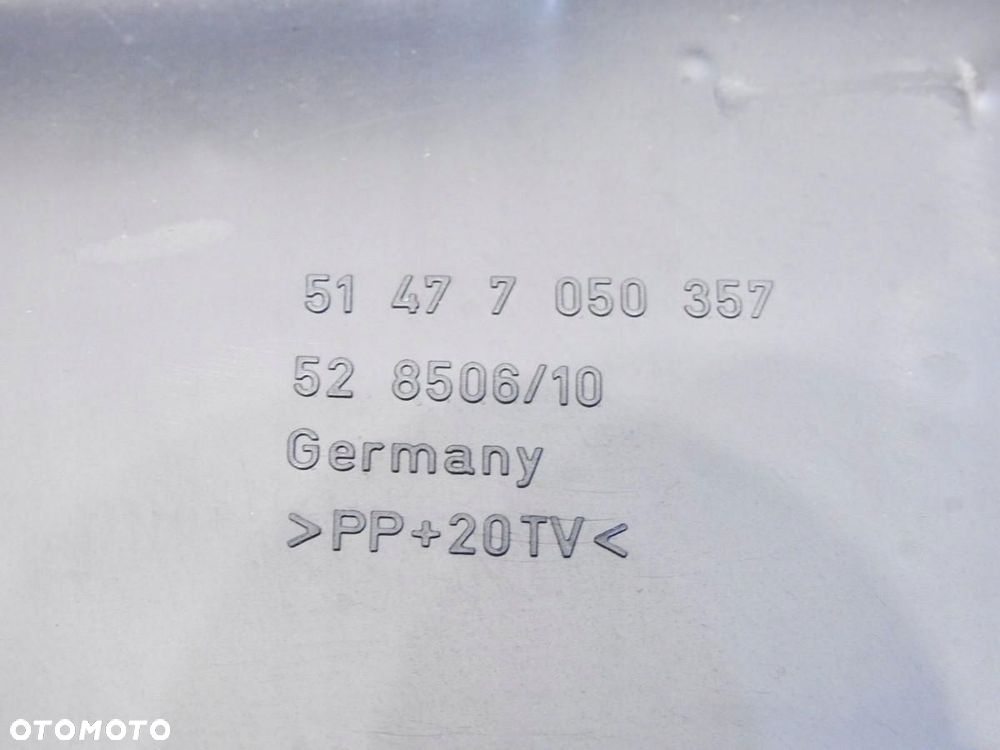 51 47 7 050 357
52 8506/10
Germany
>PP+20TV<
OTOMOTO